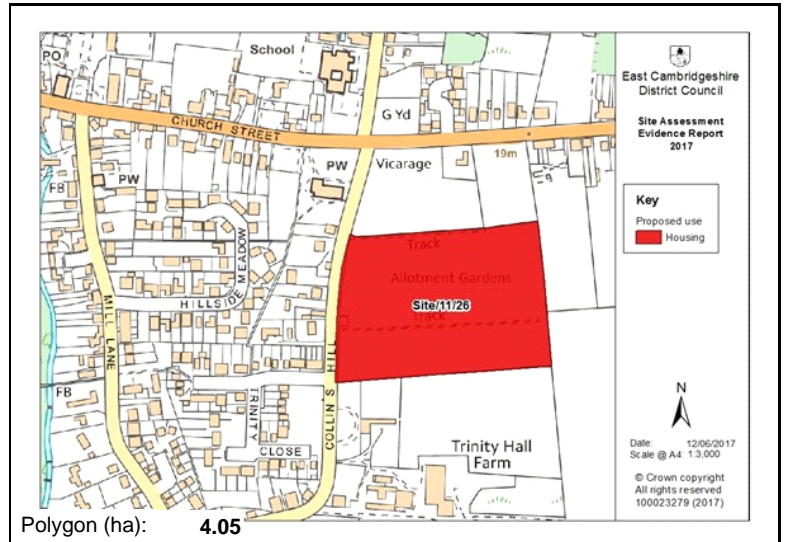 PO
School
CHURCH STREET
G Yd
PW
Vicarage
19m
FB
PW
HILLSIDE MEADOW
MILL LANE
Track
Allotment Gardens
Site/11/26
Track
COLLIN'S HILL
FB
TRINITY
CLOSE
Trinity Hall
Farm
East Cambridgeshire
District Council
Site Assessment
Evidence Report
2017
Key
Proposed use
Housing
N
Date: 12/06/2017
Scale @ A4: 1:3,000
© Crown copyright
All rights reserved
100023279 (2017)
Polygon (ha): 4.05